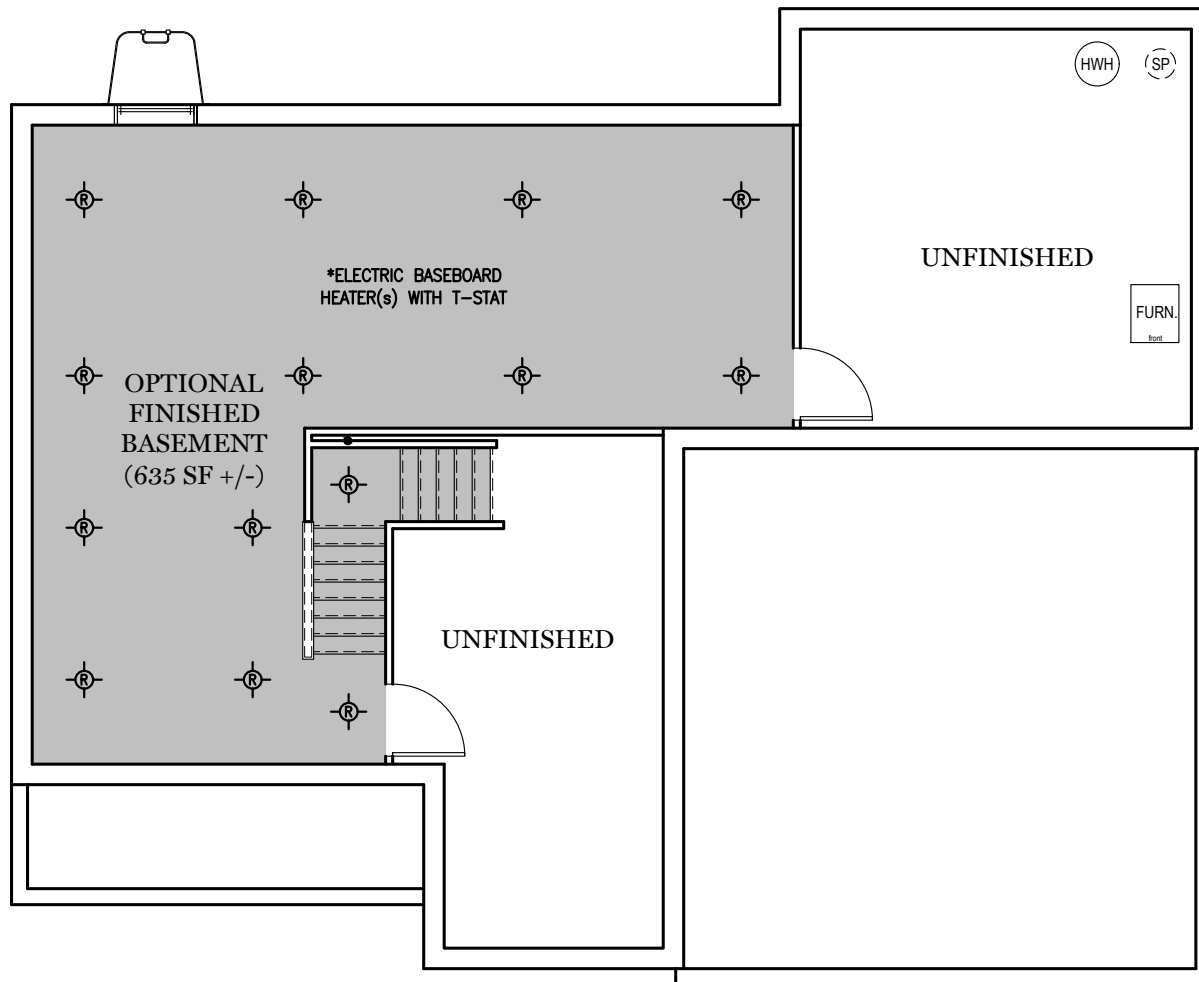 HWH
SP
R
R
R
R
UNFINISHED
*ELECTRIC BASEBOARD
HEATER(s) WITH T-STAT
FURN.
front
R
R
R
R
OPTIONAL
FINISHED
BASEMENT
(635 SF +/-)
R
R
R
UNFINISHED
R
R
R